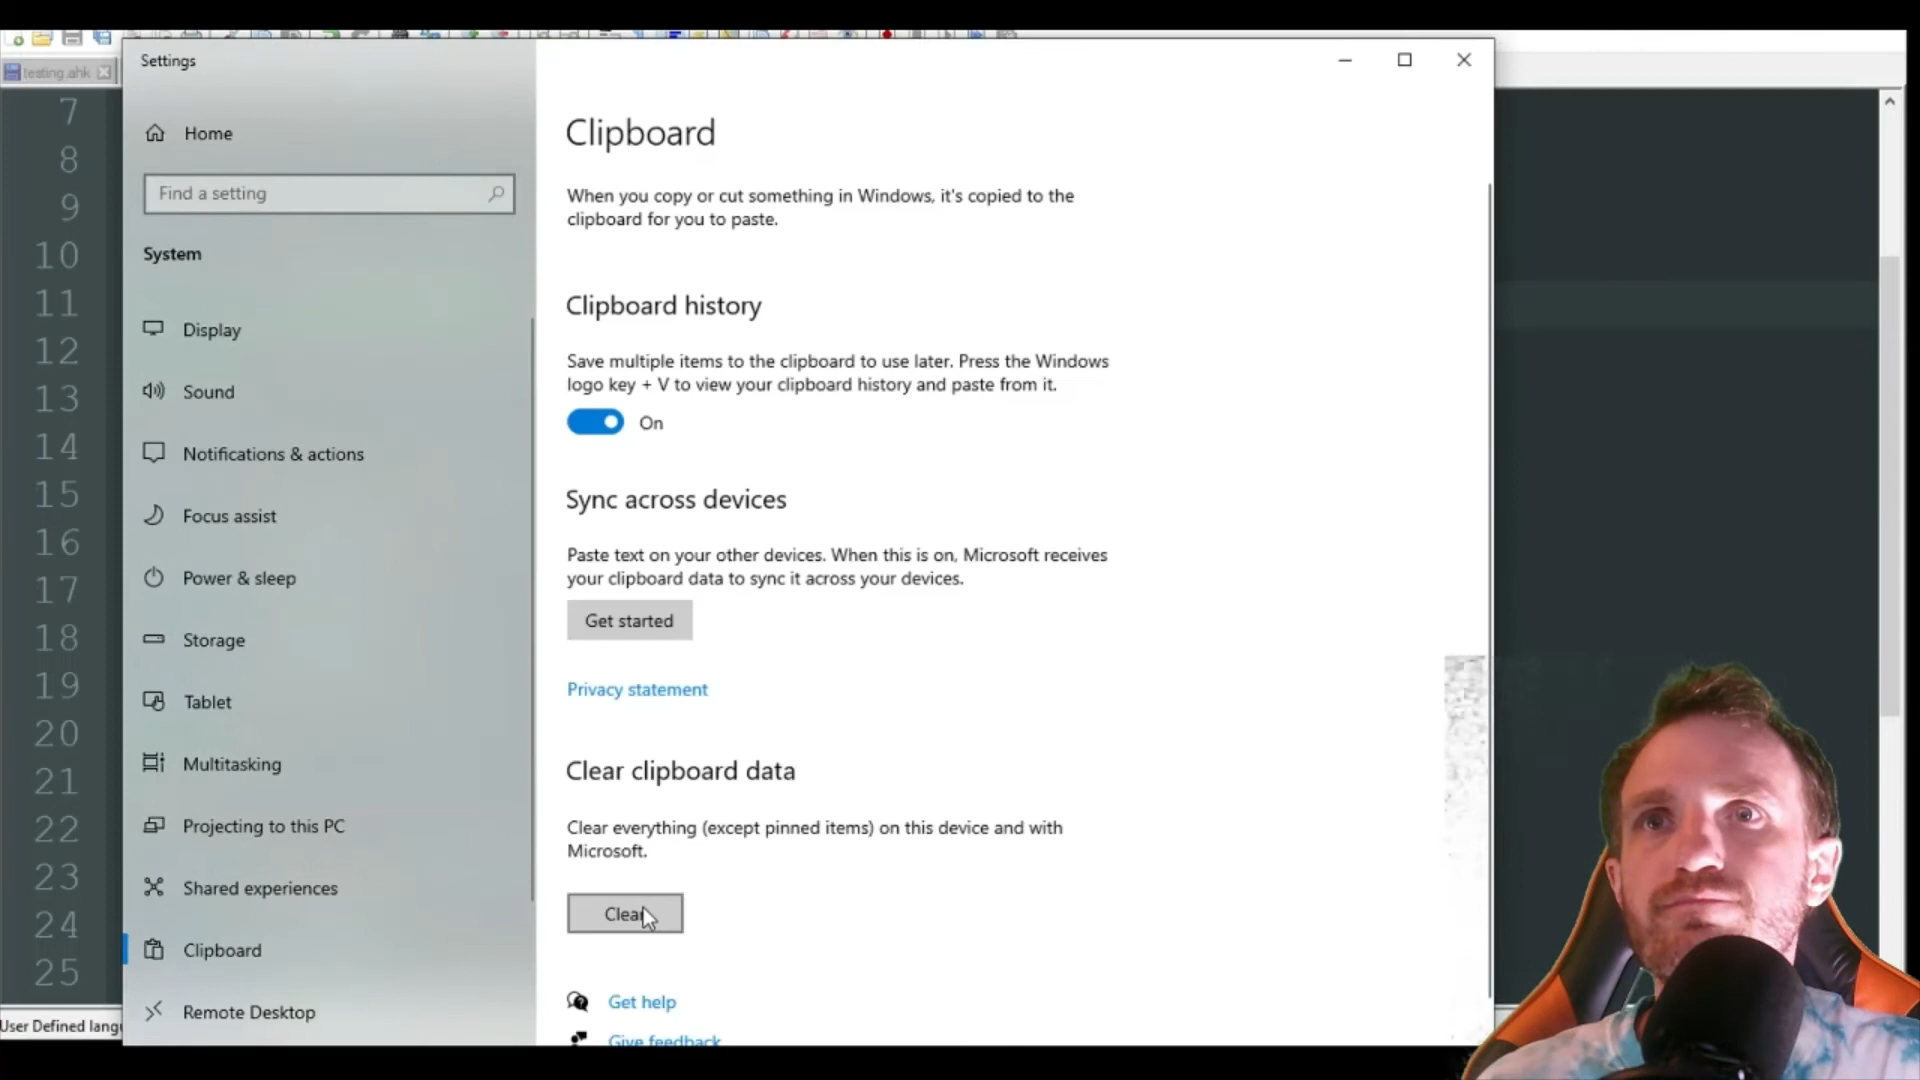 testing.ahk
Settings
Home
Find a setting
System
Display
Sound
Notifications & actions
Focus assist
Power & sleep
Storage
Tablet
Multitasking
Projecting to this PC
Shared experiences
Clipboard
Remote Desktop
Clipboard
When you copy or cut something in Windows, it's copied to the
clipboard for you to paste.
Clipboard history
Save multiple items to the clipboard to use later. Press the Windows
logo key + V to view your clipboard history and paste from it.
On
Sync across devices
Paste text on your other devices. When this is on, Microsoft receives
your clipboard data to sync it across your devices.
Get started
Privacy statement
Clear clipboard data
Clear everything (except pinned items) on this device and with
Microsoft.
Clear
Get help
Give feedback
7
8
9
10
11
12
13
14
15
16
17
18
19
20
21
22
23
24
25
User Defined langu